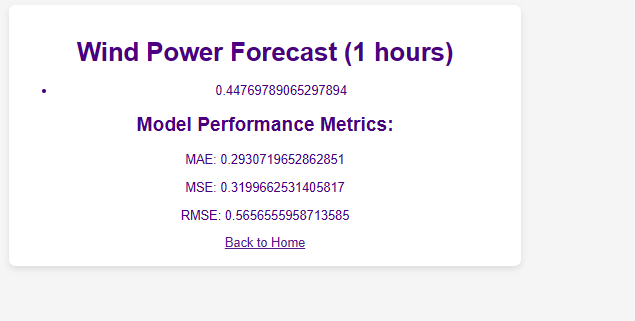 Wind Power Forecast (1 hours)
0.44769789065297894
Model Performance Metrics:
MAE: 0.2930719652862851
MSE: 0.3199662531405817
RMSE: 0.5656555958713585
Back to Home